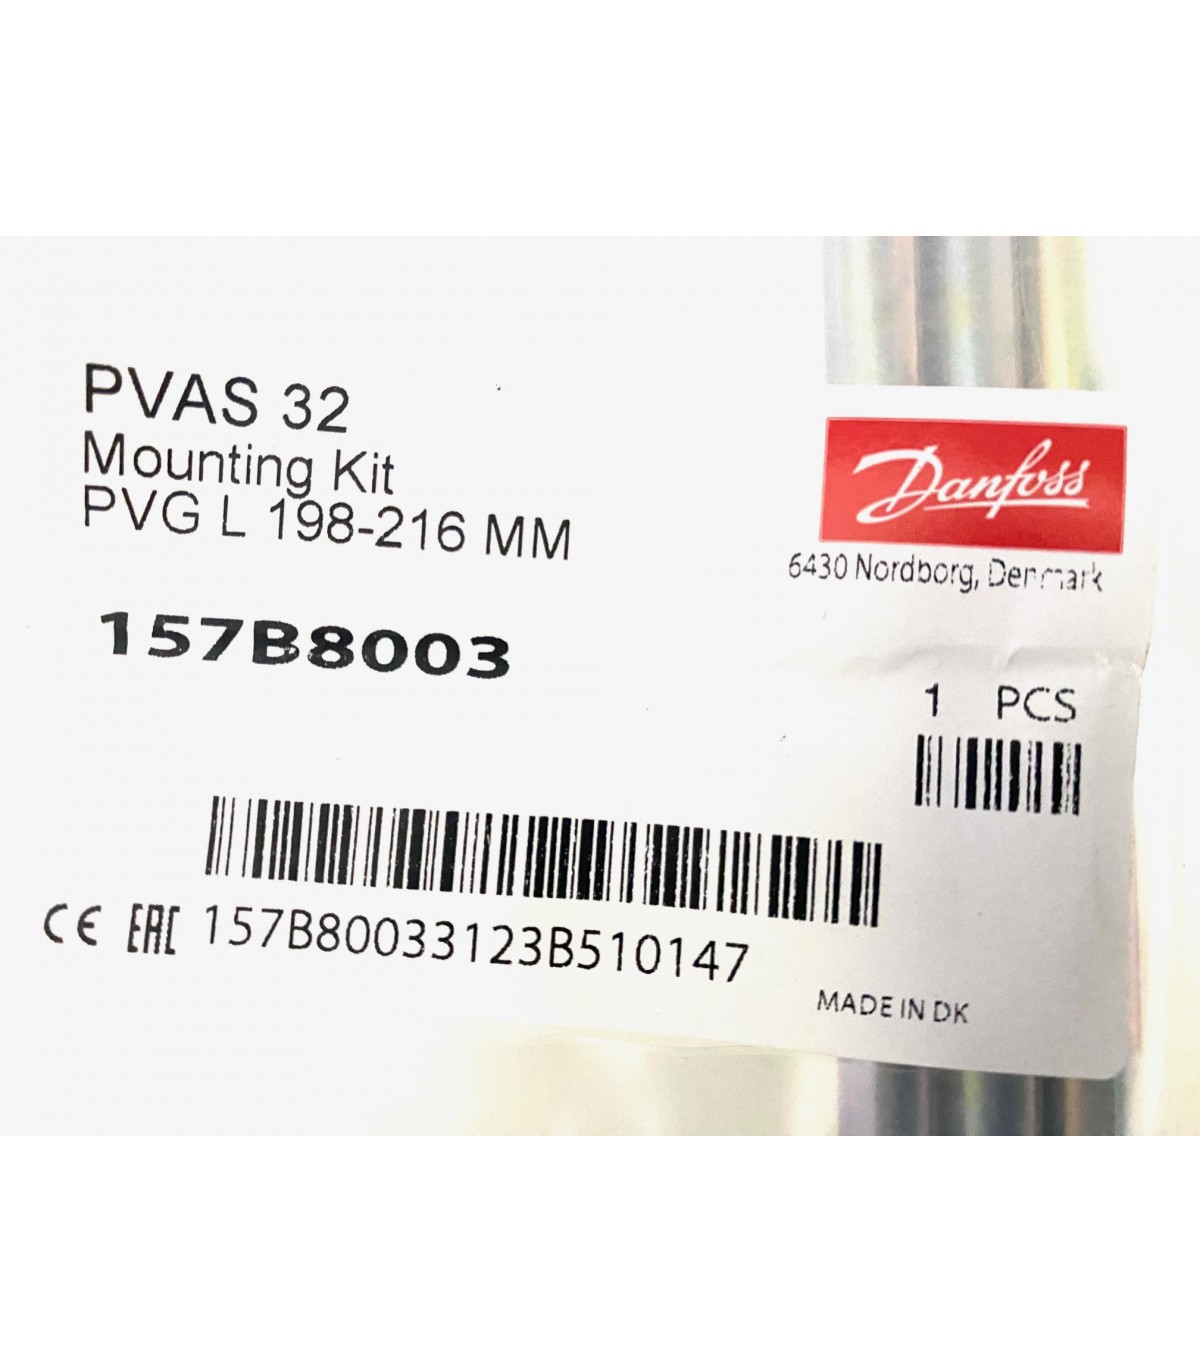 PVAS 32
Mounting Kit
PVG L 198-216 MM
157B8003
Danfoss
6430 Nordborg, Denmark
1 PCS
CE EAC 157B80033123B510147
MADE IN DK